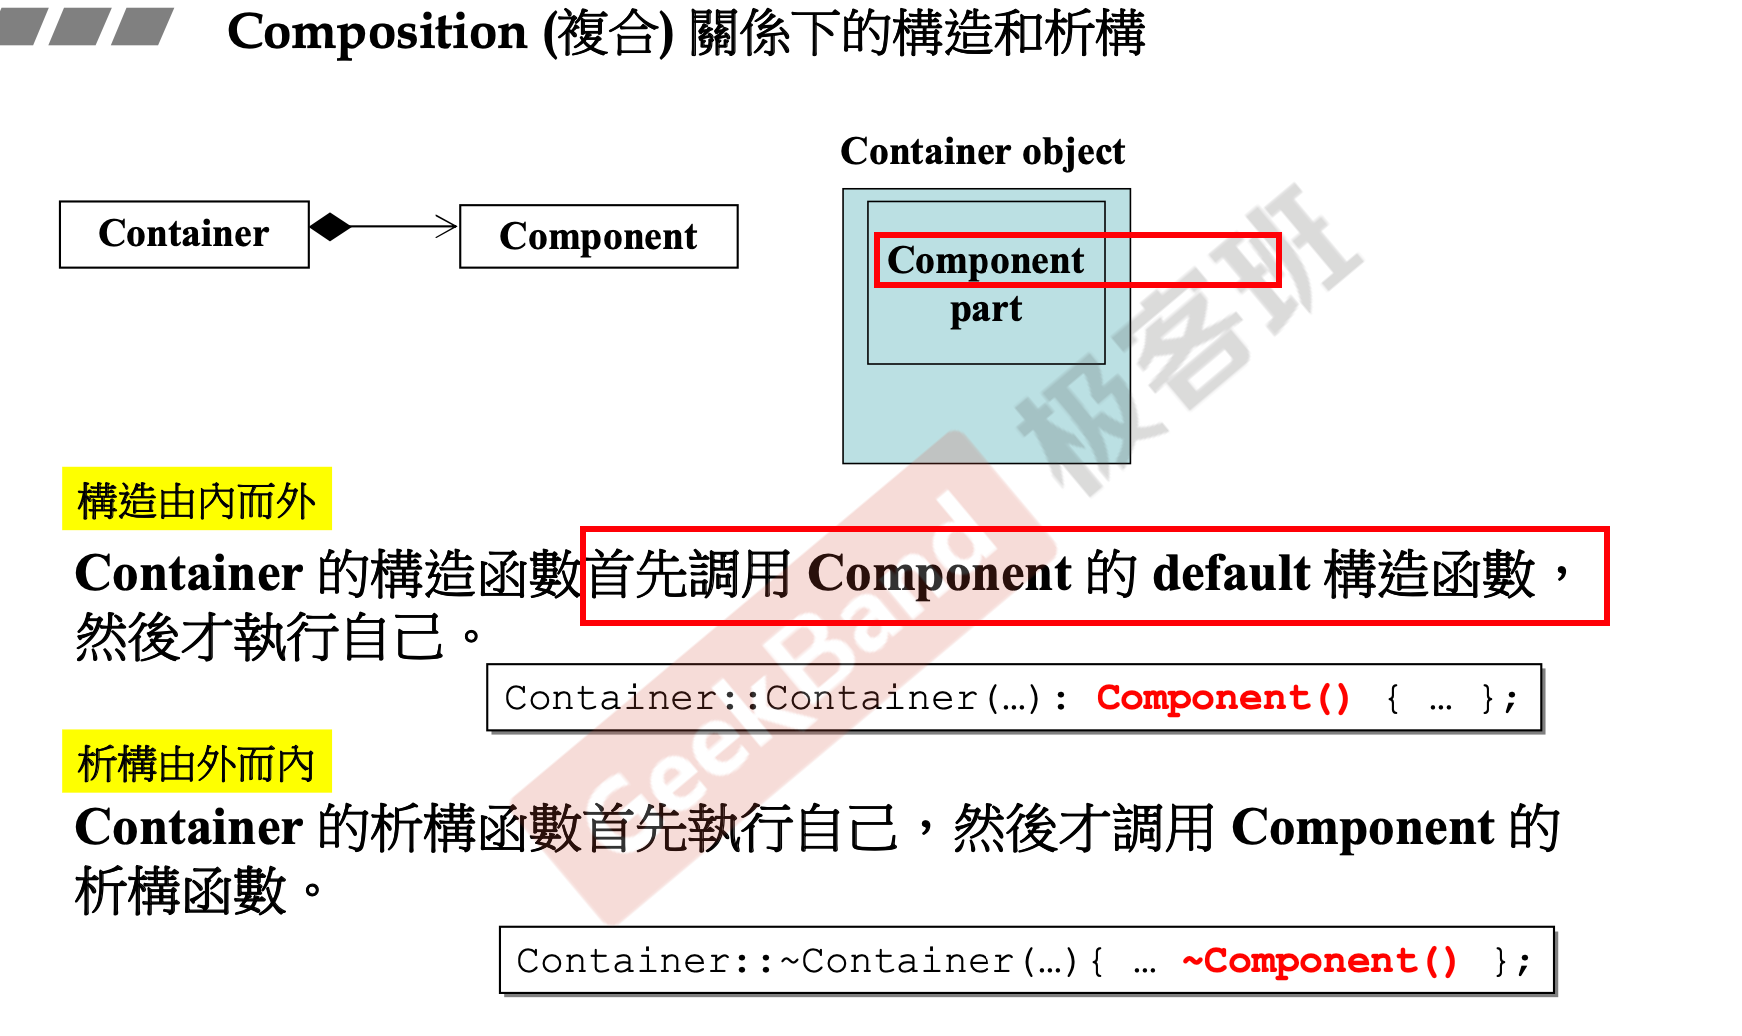 Composition (複合) 關係下的構造和析構
Container object
Container
Component
Component
part
構造由內而外
Container 的構造函數首先調用 Component 的 default 構造函數，
然後才執行自己。
Container::Container(…): Component() { … };
析構由外而內
Container 的析構函數首先執行自己，然後才調用 Component 的
析構函數。
Container::~Container(…){ … ~Component() };
GeekBand 极客班